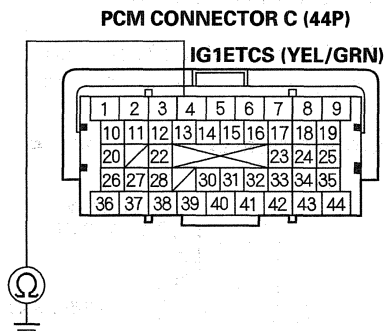 PCM CONNECTOR C (44P)
IG1ETCS (YEL/GRN)
1 2 3 4 5 6 7 8 9
10 11 12 13 14 15 16 17 18 19
20 22 23 24 25
26 27 28 30 31 32 33 34 35
36 37 38 39 40 41 42 43 44
Ω